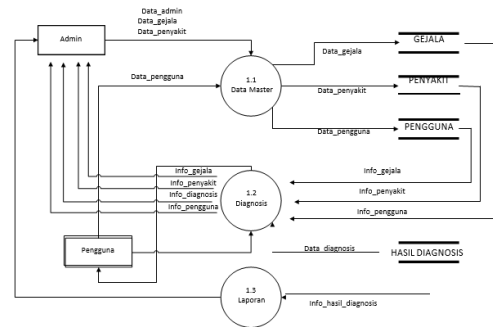 Data_admin
Data_gejala
Data_penyakit
Admin
Data_pengguna
1.1
Data Master
Data_gejala
GEJALA
Data_penyakit
PENYAKIT
Data_pengguna
PENGGUNA
Info_gejala
Info_penyakit
Info_diagnosis
Info_pengguna
1.2
Diagnosis
Info_gejala
Info_penyakit
Info_pengguna
Pengguna
Data_diagnosis
HASIL DIAGNOSIS
1.3
Laporan
Info_hasil_diagnosis